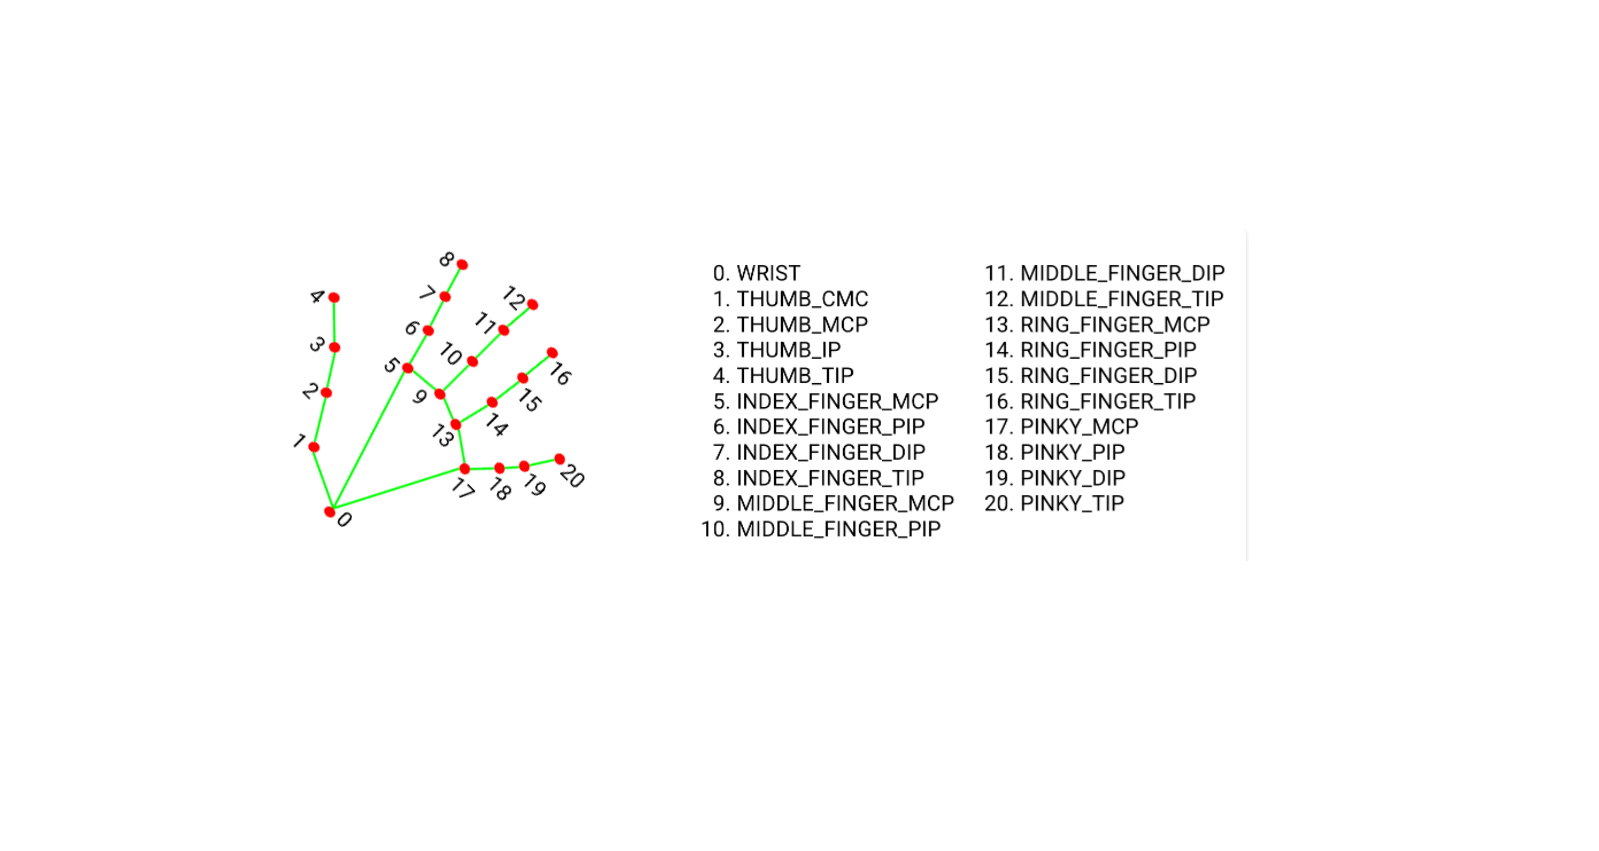 8
4
7
12
6
11
3
10
5
16
2
9
15
14
13
1
20
19
18
17
0
0. WRIST
1. THUMB_CMC
2. THUMB_MCP
3. THUMB_IP
4. THUMB_TIP
5. INDEX_FINGER_MCP
6. INDEX_FINGER_PIP
7. INDEX_FINGER_DIP
8. INDEX_FINGER_TIP
9. MIDDLE_FINGER_MCP
10. MIDDLE_FINGER_PIP
11. MIDDLE_FINGER_DIP
12. MIDDLE_FINGER_TIP
13. RING_FINGER_MCP
14. RING_FINGER_PIP
15. RING_FINGER_DIP
16. RING_FINGER_TIP
17. PINKY_MCP
18. PINKY_PIP
19. PINKY_DIP
20. PINKY_TIP